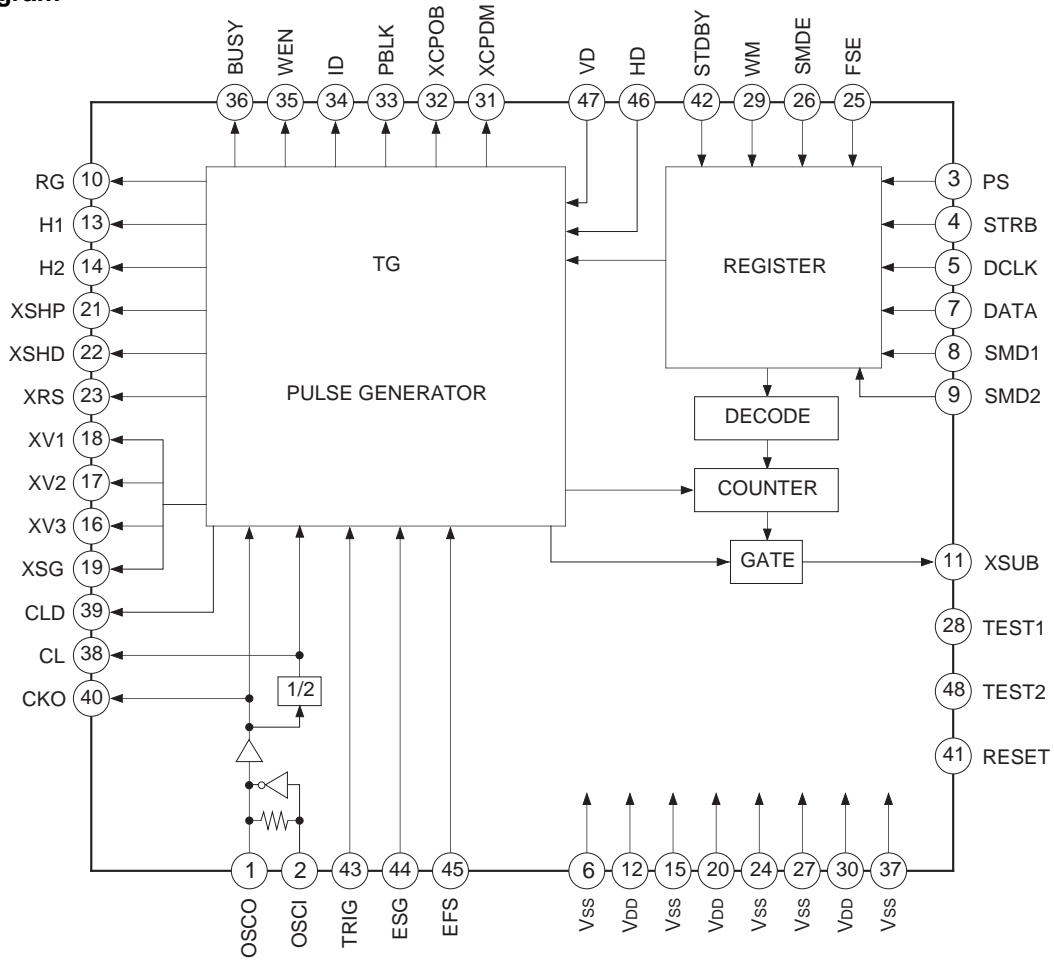 gram
BUSY
WEN
ID
PBLK
XCPOB
XCPDM
VD
HD
STDBY
WM
SMDE
FSE
36
35
34
33
32
31
47
46
42
29
26
25
RG 10
H1 13
H2 14
XSHP 21
XSHD 22
XRS 23
XV1 18
XV2 17
XV3 16
XSG 19
CLD 39
CL 38
CKO 40
TG
PULSE GENERATOR
REGISTER
DECODE
COUNTER
GATE
1/2
3 PS
4 STRB
5 DCLK
7 DATA
8 SMD1
9 SMD2
11 XSUB
28 TEST1
48 TEST2
41 RESET
1
2
43
44
45
6
12
15
20
24
27
30
37
OSCO
OSCI
TRIG
ESG
EFS
VSS
VDD
VSS
VDD
VSS
VSS
VDD
VSS